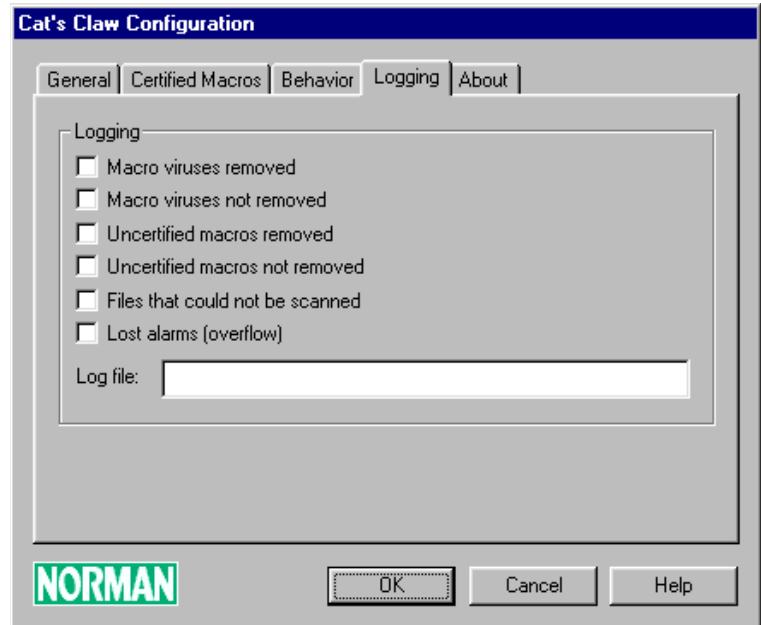 Cat's Claw Configuration
General Certified Macros Behavior Logging About
Logging
Macro viruses removed
Macro viruses not removed
Uncertified macros removed
Uncertified macros not removed
Files that could not be scanned
Lost alarms (overflow)
Log file:
NORMAN OK Cancel Help